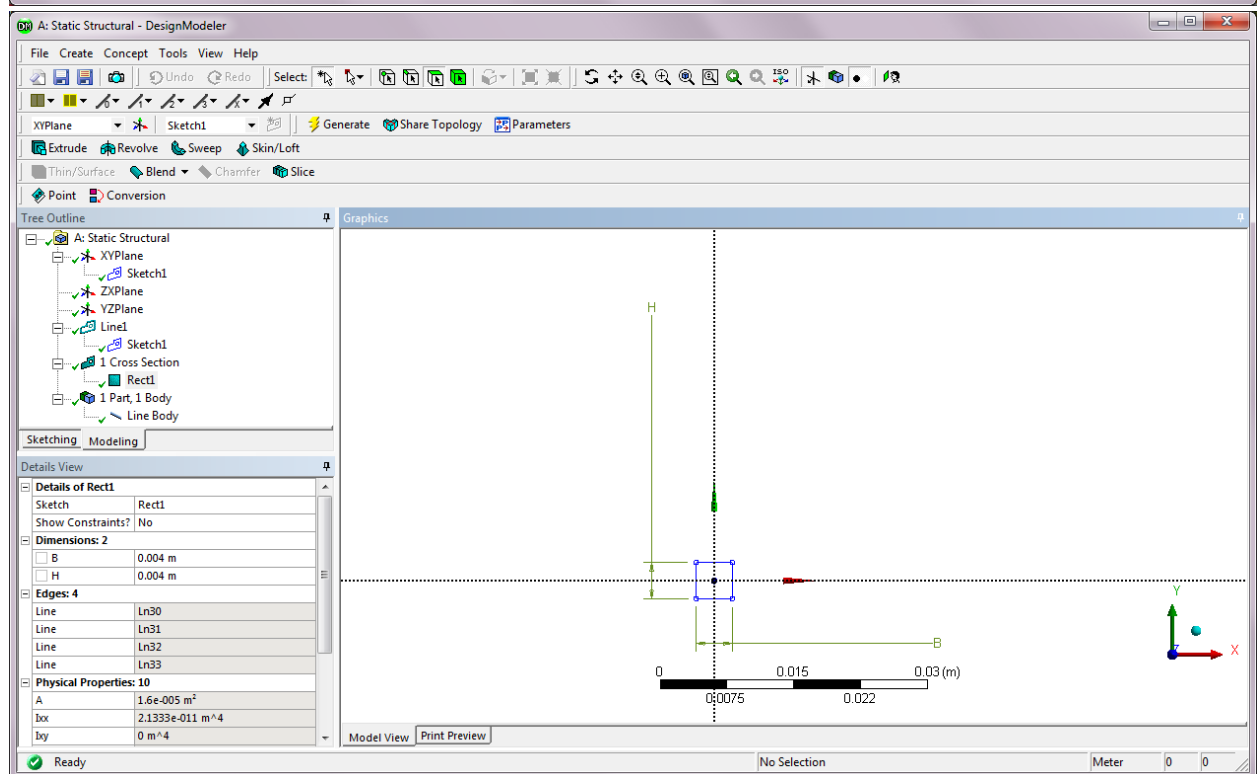 DM A: Static Structural - DesignModeler
File Create Concept Tools View Help
Undo Redo Select: ISO
XYPlane Sketch1 Generate Share Topology Parameters
Extrude Revolve Sweep Skin/Loft
Thin/Surface Blend Chamfer Slice
Point Conversion
Tree Outline
A: Static Structural
XYPlane
Sketch1
ZXPlane
YZPlane
Line1
Sketch1
1 Cross Section
Rect1
1 Part, 1 Body
Line Body
Sketching Modeling
Details View
Details of Rect1
Sketch Rect1
Show Constraints? No
Dimensions: 2
B 0.004 m
H 0.004 m
Edges: 4
Line Ln30
Line Ln31
Line Ln32
Line Ln33
Physical Properties: 10
A 1.6e-005 m²
Ixx 2.1333e-011 m^4
Ixy 0 m^4
Graphics
H
B
Y
Z X
0 0.015 0.03 (m)
0.0075 0.022
Model View Print Preview
Ready No Selection Meter 0 0